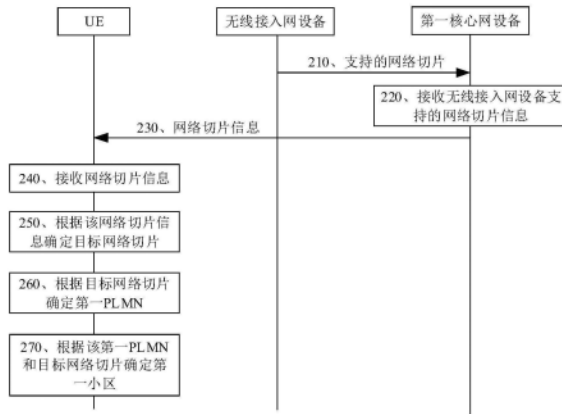 UE
无线接入网设备
第一核心网设备
210、支持的网络切片
220、接收无线接入网设备支
持的网络切片信息
230、网络切片信息
240、接收网络切片信息
250、根据该网络切片信
息确定目标网络切片
260、根据目标网络切片
确定第一PLMN
270、根据该第一PLMN
和目标网络切片确定第
一小区